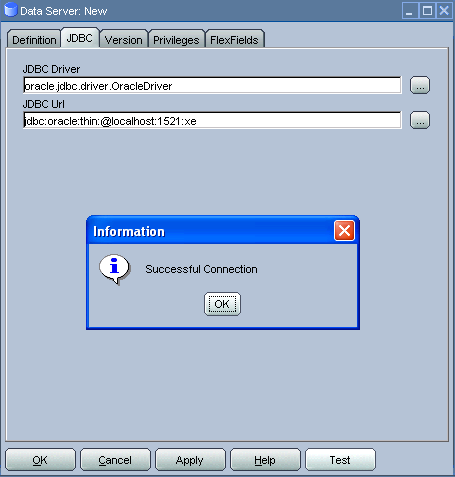 Data Server: New
Definition JDBC Version Privileges FlexFields
JDBC Driver
oracle.jdbc.driver.OracleDriver
...
JDBC Url
jdbc:oracle:thin:@localhost:1521:xe
...
Information
Successful Connection
OK
OK Cancel Apply Help Test